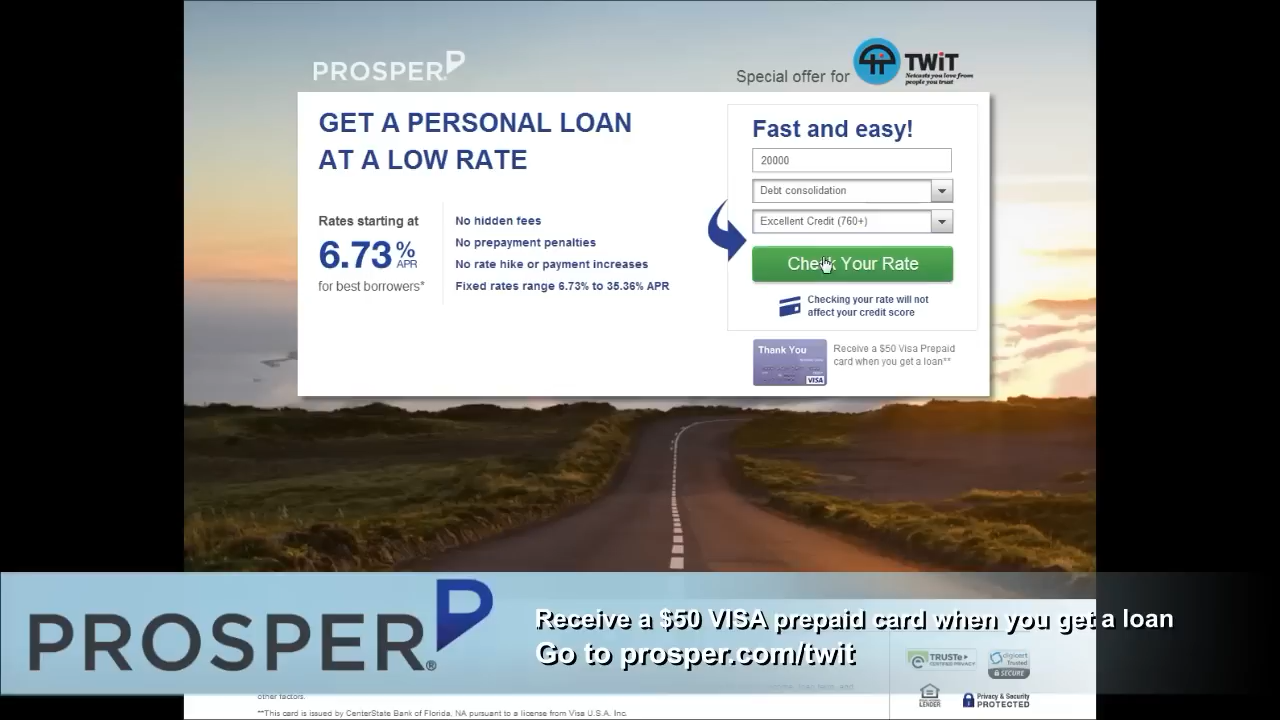 PROSPER
Special offer for TWiT
Netcasts you love from
people you trust
GET A PERSONAL LOAN
AT A LOW RATE
Rates starting at
6.73% APR
for best borrowers*
No hidden fees
No prepayment penalties
No rate hike or payment increases
Fixed rates range 6.73% to 35.36% APR
Fast and easy!
20000
Debt consolidation
Excellent Credit (760+)
Check Your Rate
Checking your rate will not
affect your credit score
Thank You
VISA
Receive a $50 Visa Prepaid
card when you get a loan**
PROSPER®
Receive a $50 VISA prepaid card when you get a loan
Go to prosper.com/twit
TRUSTe
CERTIFIED PRIVACY
digicert
Trusted
SECURE
LENDER
Privacy & Security
PROTECTED
other factors.
**This card is issued by CenterState Bank of Florida, NA pursuant to a license from Visa U.S.A. Inc.